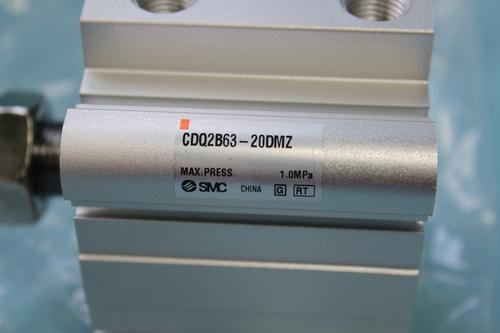 CDQ2B63-20DMZ
MAX.PRESS. 1.0MPa
SMC CHINA G RT